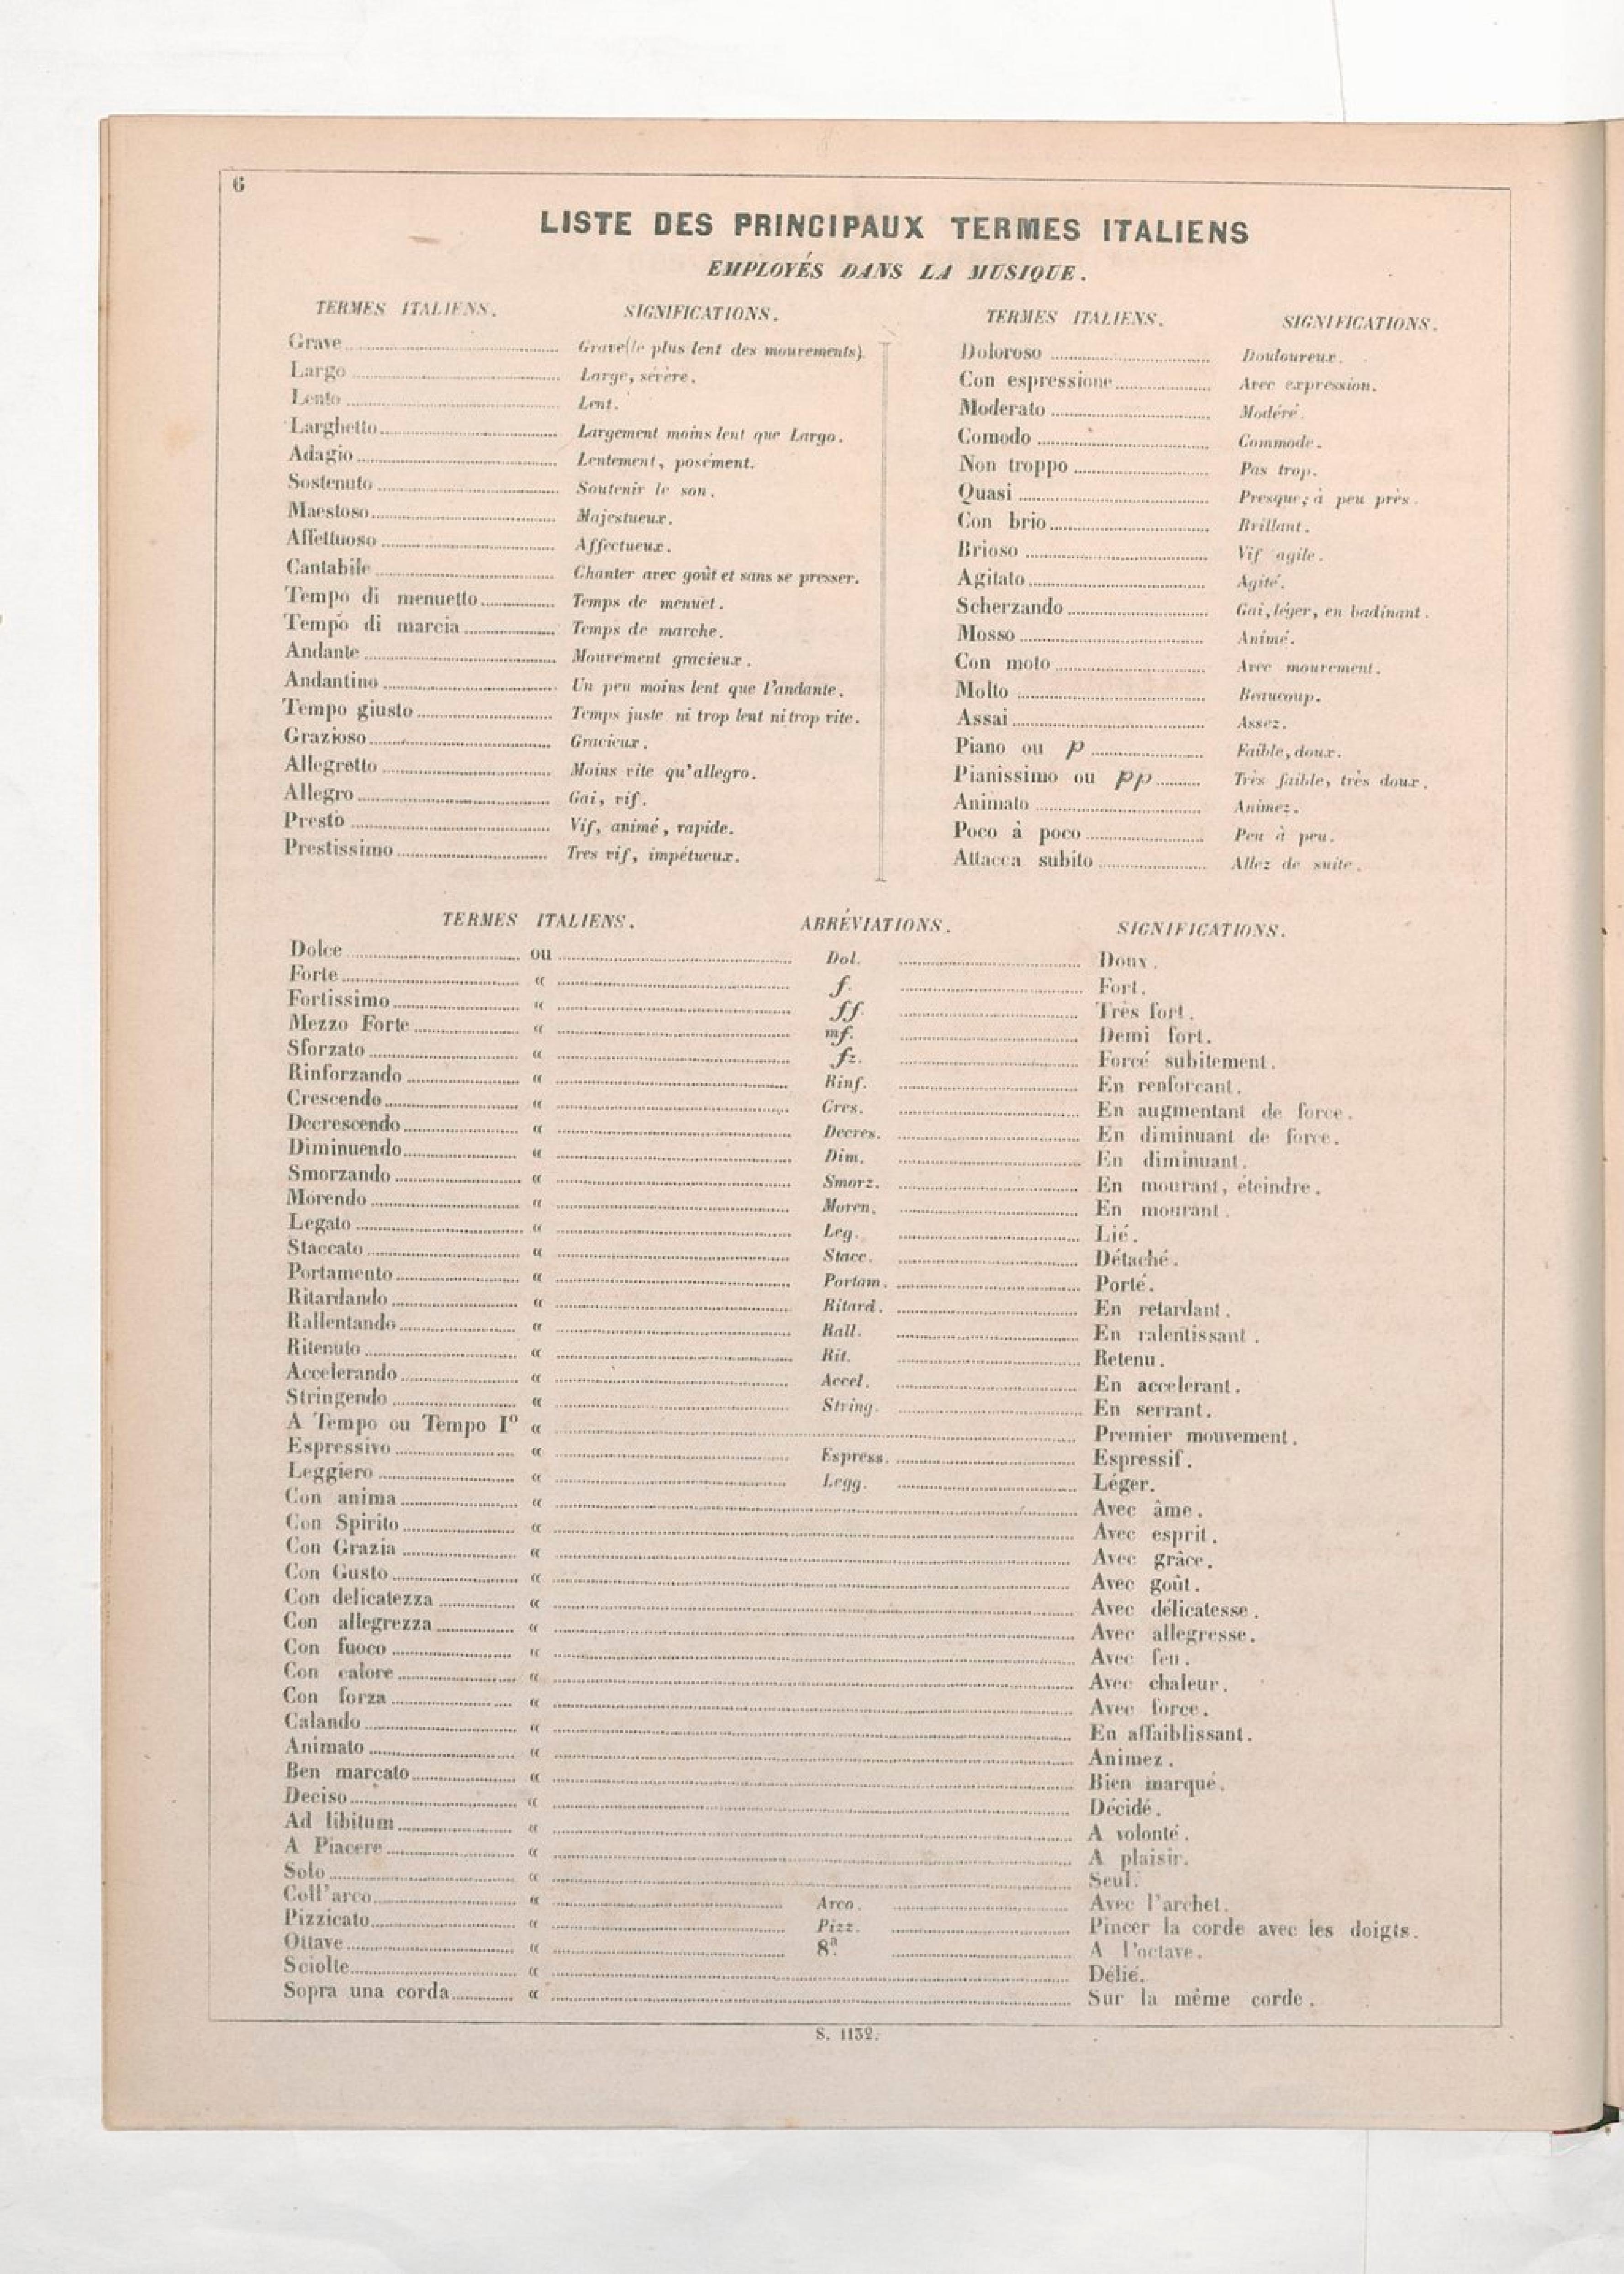 6
LISTE DES PRINCIPAUX TERMES ITALIENS
EMPLOYÉS DANS LA MUSIQUE.
TERMES ITALIENS. SIGNIFICATIONS.
Grave Grave (le plus lent des mouvements).
Largo Large, sévère.
Lento Lent.
Larghetto Largement moins lent que Largo.
Adagio Lentement, posément.
Sostenuto Soutenir le son.
Maestoso Majestueux.
Affettuoso Affectueux.
Cantabile Chanter avec goût et sans se presser.
Tempo di menuetto Temps de menuet.
Tempo di marcia Temps de marche.
Andante Mouvement gracieux.
Andantino Un peu moins lent que l'andante.
Tempo giusto Temps juste ni trop lent ni trop vite.
Grazioso Gracieux.
Allegretto Moins vite qu'allegro.
Allegro Gai, vif.
Presto Vif, animé, rapide.
Prestissimo Tres vif, impétueux.
TERMES ITALIENS. SIGNIFICATIONS.
Doloroso Douloureux.
Con espressione Avec expression.
Moderato Modéré.
Comodo Commode.
Non troppo Pas trop.
Quasi Presque; à peu près.
Con brio Brillant.
Brioso Vif agile.
Agitato Agité.
Scherzando Gai, léger, en badinant.
Mosso Animé.
Con moto Avec mouvement.
Molto Beaucoup.
Assai Assez.
Piano ou p Faible, doux.
Pianissimo ou pp Très faible, très doux.
Animato Animez.
Poco à poco Peu à peu.
Attacca subito Allez de suite.
TERMES ITALIENS. ABRÉVIATIONS. SIGNIFICATIONS.
Dolce ou Dol. Doux.
Forte « f. Fort.
Fortissimo « ff. Très fort.
Mezzo Forte « mf. Demi fort.
Sforzato « fz. Forcé subitement.
Rinforzando « Rinf. En renforcant.
Crescendo « Cres. En augmentant de force.
Decrescendo « Decres. En diminuant de force.
Diminuendo « Dim. En diminuant.
Smorzando « Smorz. En mourant, éteindre.
Morendo « Moren. En mourant.
Legato « Leg. Lié.
Staccato « Stacc. Détaché.
Portamento « Portam. Porté.
Ritardando « Ritard. En retardant.
Rallentando « Rall. En ralentissant.
Ritenuto « Rit. Retenu.
Accelerando « Accel. En accelerant.
Stringendo « String. En serrant.
A Tempo ou Tempo Iº « Premier mouvement.
Espressivo « Espress. Espressif.
Leggiero « Legg. Léger.
Con anima « Avec âme.
Con Spirito « Avec esprit.
Con Grazia « Avec grâce.
Con Gusto « Avec goût.
Con delicatezza « Avec délicatesse.
Con allegrezza « Avec allegresse.
Con fuoco « Avec feu.
Con calore « Avec chaleur.
Con forza « Avec force.
Calando « En affaiblissant.
Animato « Animez.
Ben marcato « Bien marqué.
Deciso « Décidé.
Ad libitum « A volonté.
A Piacere « A plaisir.
Solo « Seul.
Coll'arco « Arco. Avec l'archet.
Pizzicato « Pizz. Pincer la corde avec les doigts.
Ottave « 8ª. A l'octave.
Sciolte « Délié.
Sopra una corda « Sur la même corde.
S. 1132.